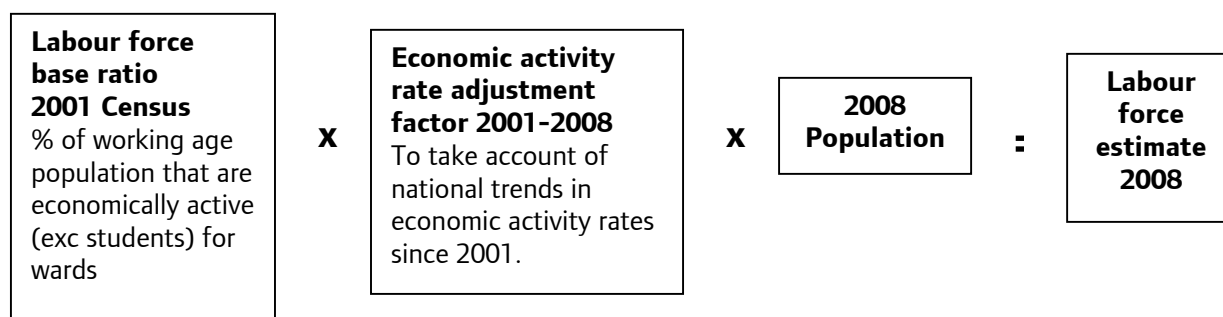 Labour force
base ratio
2001 Census
% of working age
population that are
economically active
(exc students) for
wards
x
Economic activity
rate adjustment
factor 2001-2008
To take account of
national trends in
economic activity rates
since 2001.
x
2008
Population
=
Labour
force
estimate
2008